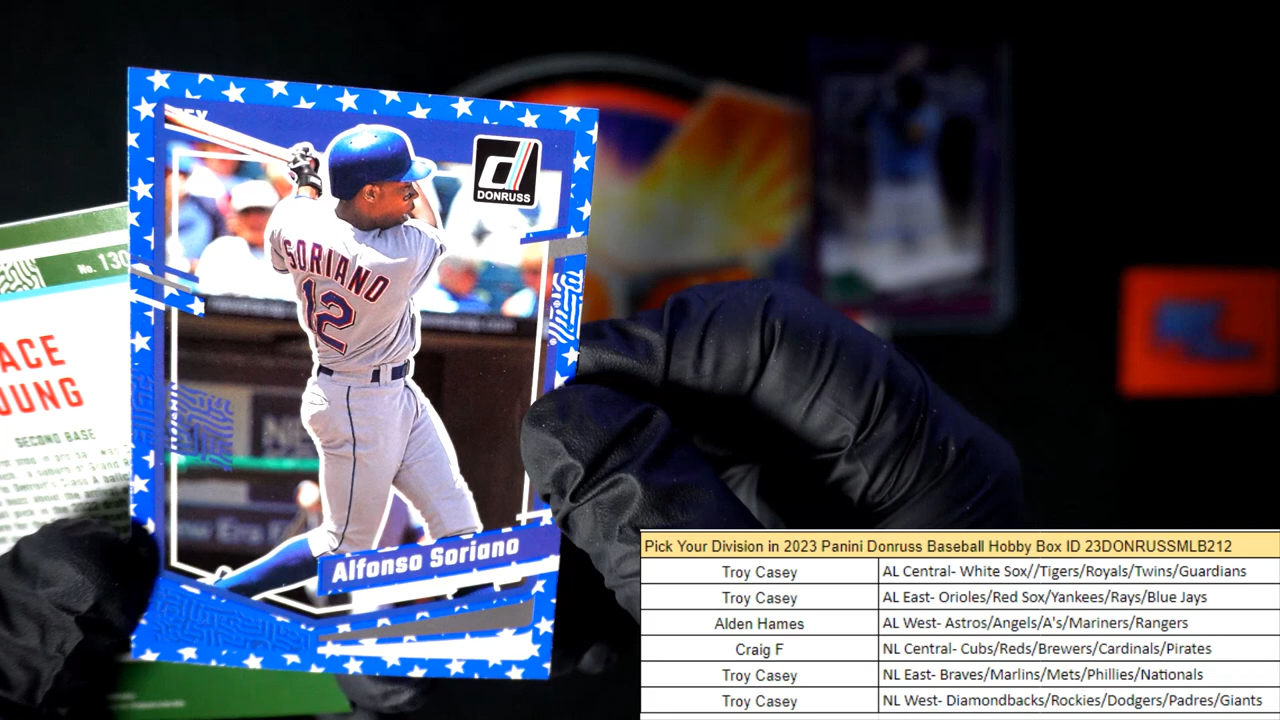 DONRUSS
SORIANO
12
Alfonso Soriano
No. 130
ACE
OUNG
SECOND BASE
Pick Your Division in 2023 Panini Donruss Baseball Hobby Box ID 23DONRUSSMLB212
Troy Casey AL Central- White Sox//Tigers/Royals/Twins/Guardians
Troy Casey AL East- Orioles/Red Sox/Yankees/Rays/Blue Jays
Alden Hames AL West- Astros/Angels/A's/Mariners/Rangers
Craig F NL Central- Cubs/Reds/Brewers/Cardinals/Pirates
Troy Casey NL East- Braves/Marlins/Mets/Phillies/Nationals
Troy Casey NL West- Diamondbacks/Rockies/Dodgers/Padres/Giants